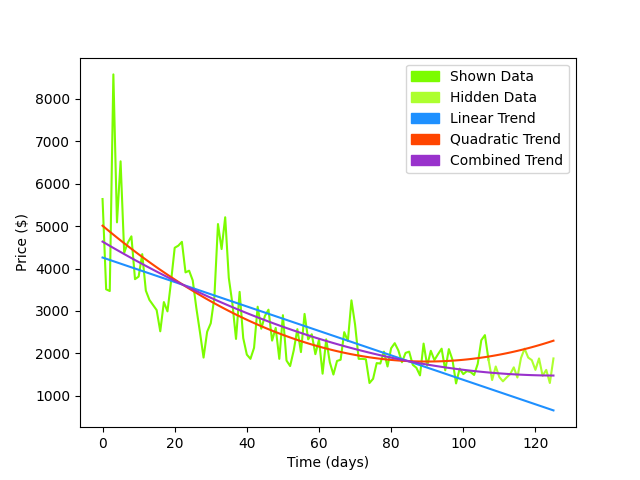 Shown Data
Hidden Data
Linear Trend
Quadratic Trend
Combined Trend
8000
7000
6000
5000
4000
3000
2000
1000
Price ($)
0 20 40 60 80 100 120
Time (days)